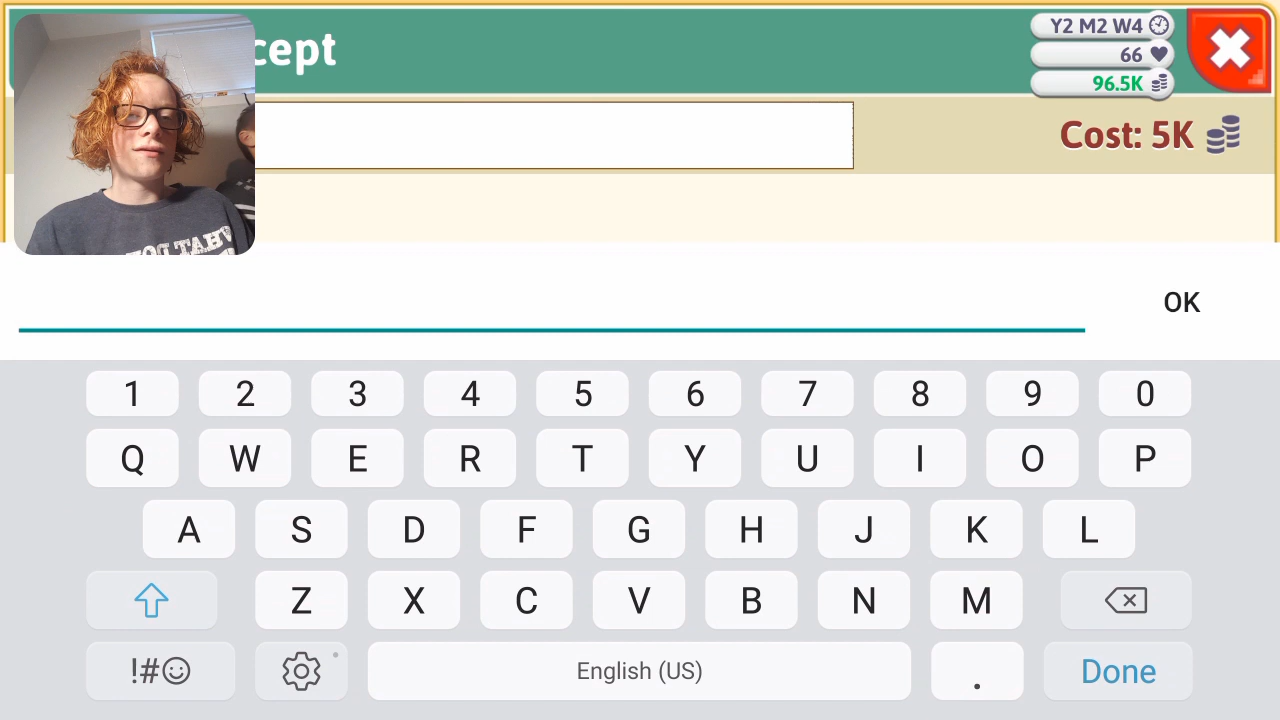 cept
Y2 M2 W4
66
96.5K
Cost: 5K
OK
1 2 3 4 5 6 7 8 9 0
Q W E R T Y U I O P
A S D F G H J K L
Z X C V B N M
!#☺ English (US) . Done